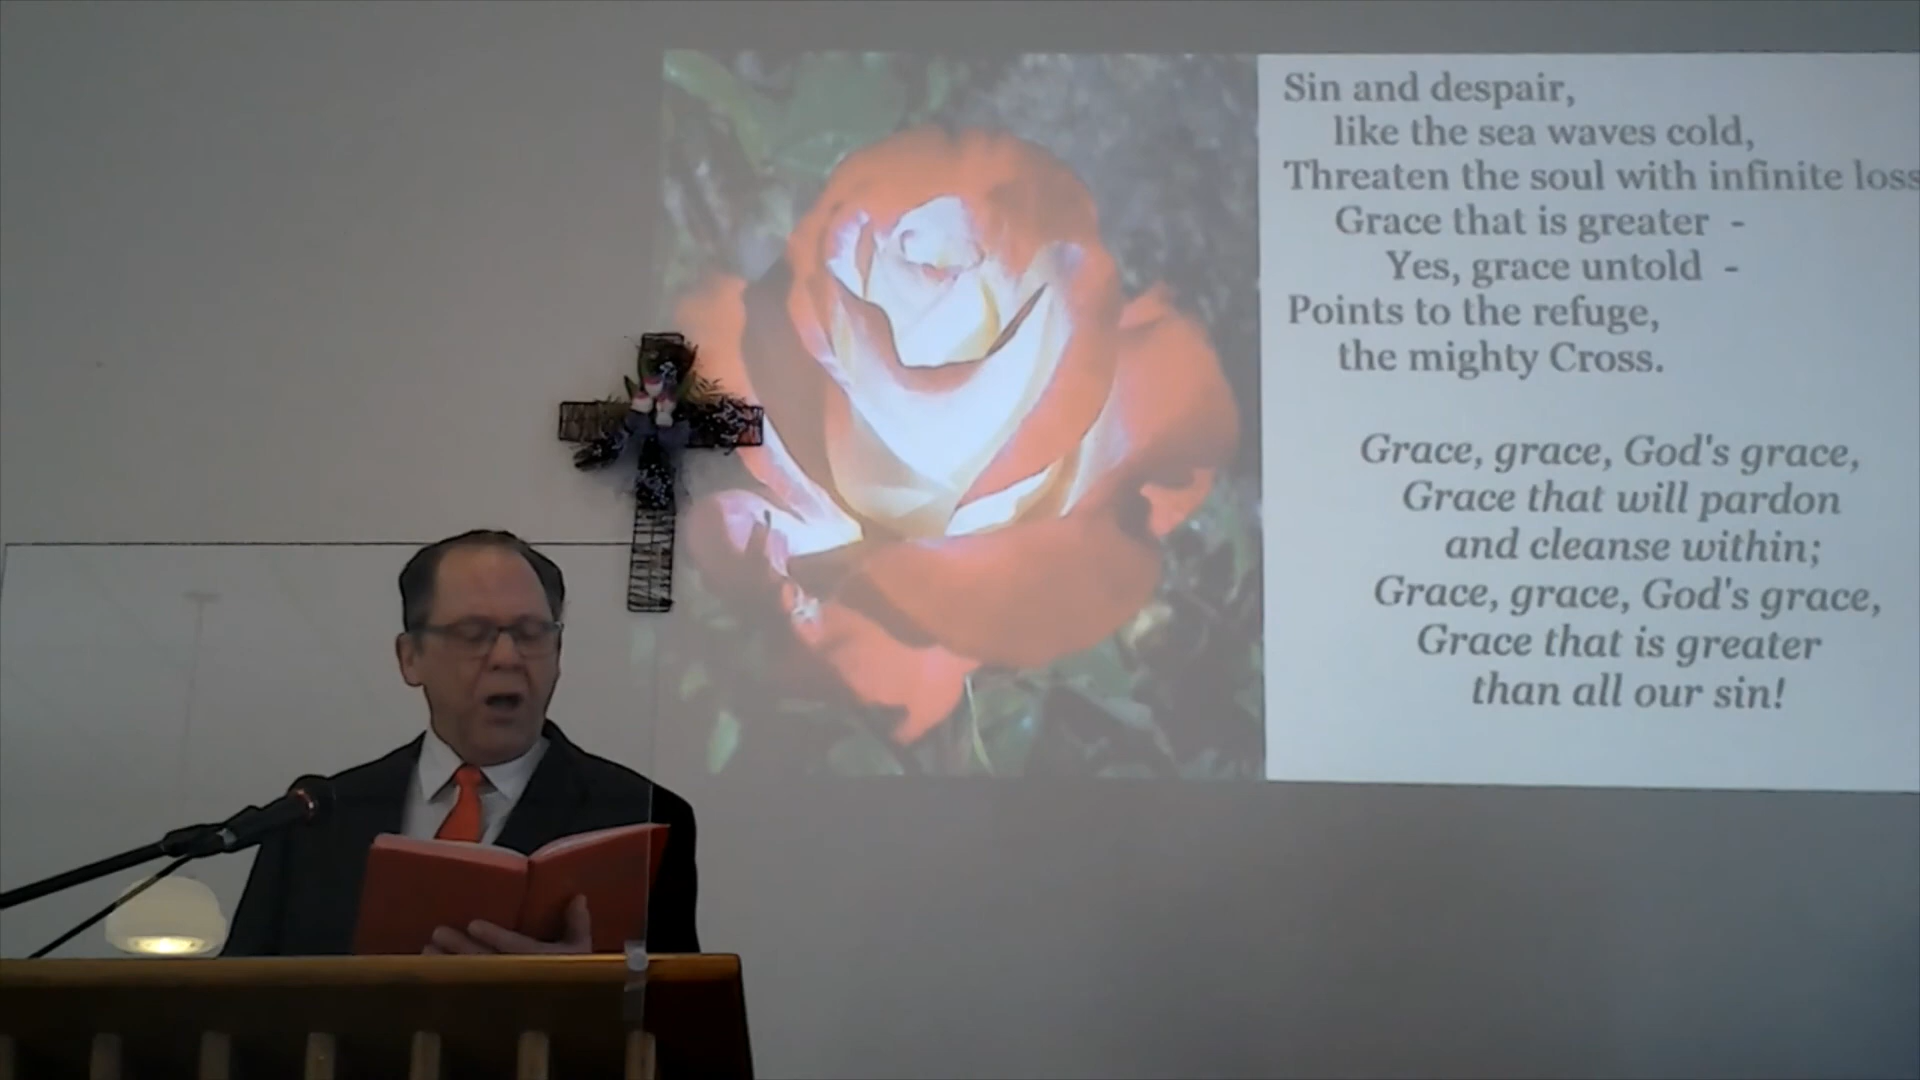 Sin and despair,
like the sea waves cold,
Threaten the soul with infinite loss
Grace that is greater -
Yes, grace untold -
Points to the refuge,
the mighty Cross.
Grace, grace, God's grace,
Grace that will pardon
and cleanse within;
Grace, grace, God's grace,
Grace that is greater
than all our sin!